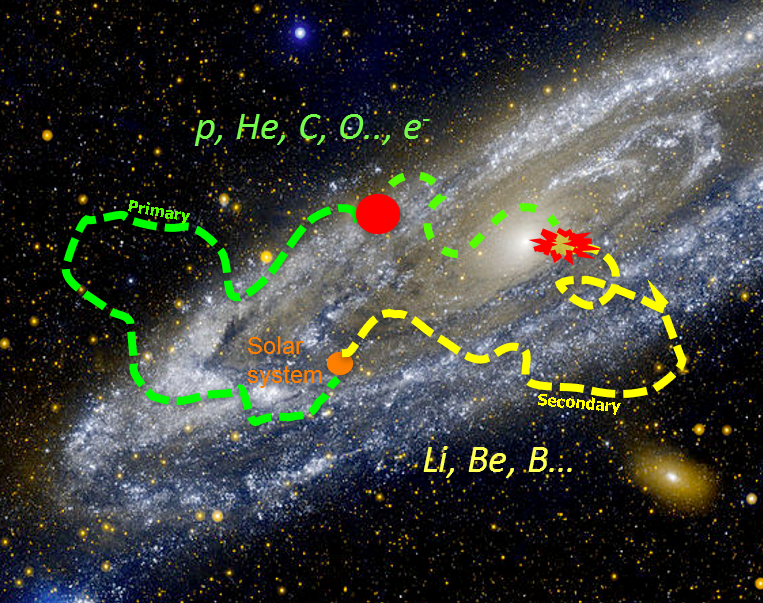 p, He, C, O.., e⁻
Primary
Solar
system
Secondary
Li, Be, B...